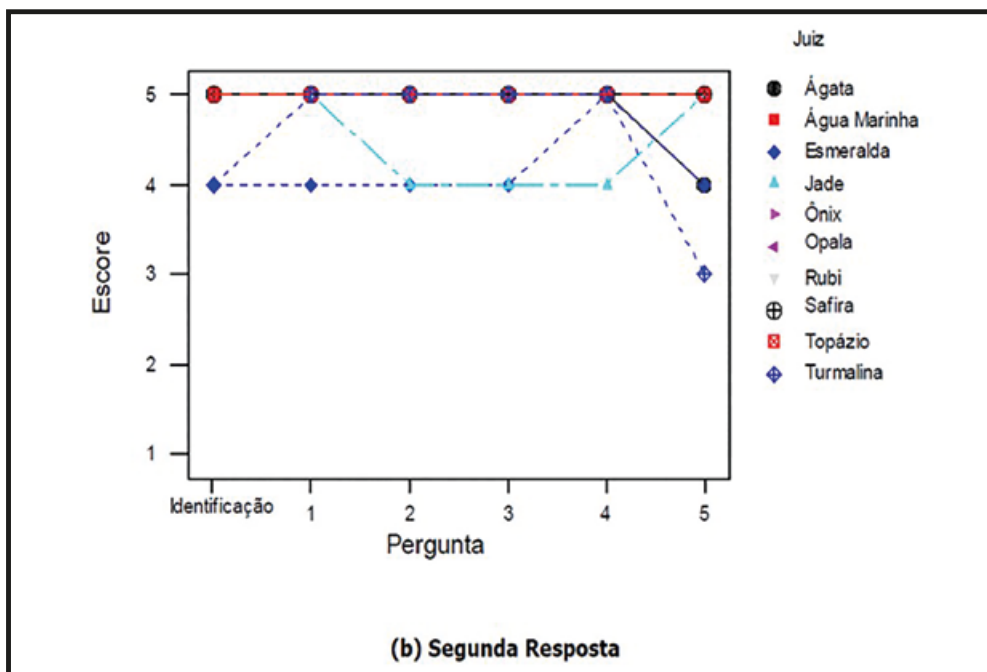 Juiz
Ágata
Água Marinha
Esmeralda
Jade
Ônix
Opala
Rubi
Safira
Topázio
Turmalina
Escore
5
4
3
2
1
Identificação 1 2 3 4 5
Pergunta
(b) Segunda Resposta